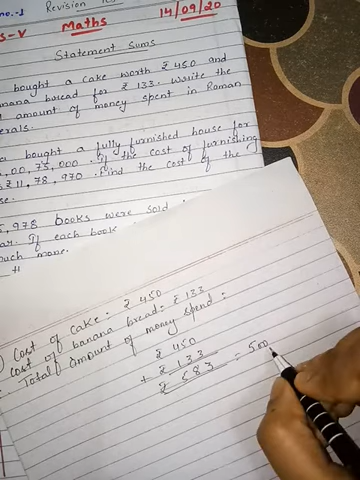 no.-1 Revision
S-V Maths 14/09/20
Statement Sums
bought a cake worth ₹ 450 and
banana bread for ₹ 133. Write the
amount of money spent in Roman
bought a fully furnished house for
00,75,000. If the cost of furnishing
₹ 11,78,970. Find the cost of the
978 books were sold
If each book
much more.
Cost of cake: ₹ 450
Cost of banana bread: ₹ 133
Total amount of money spend:
₹ 450
+ ₹ 133
₹ 583 = 500